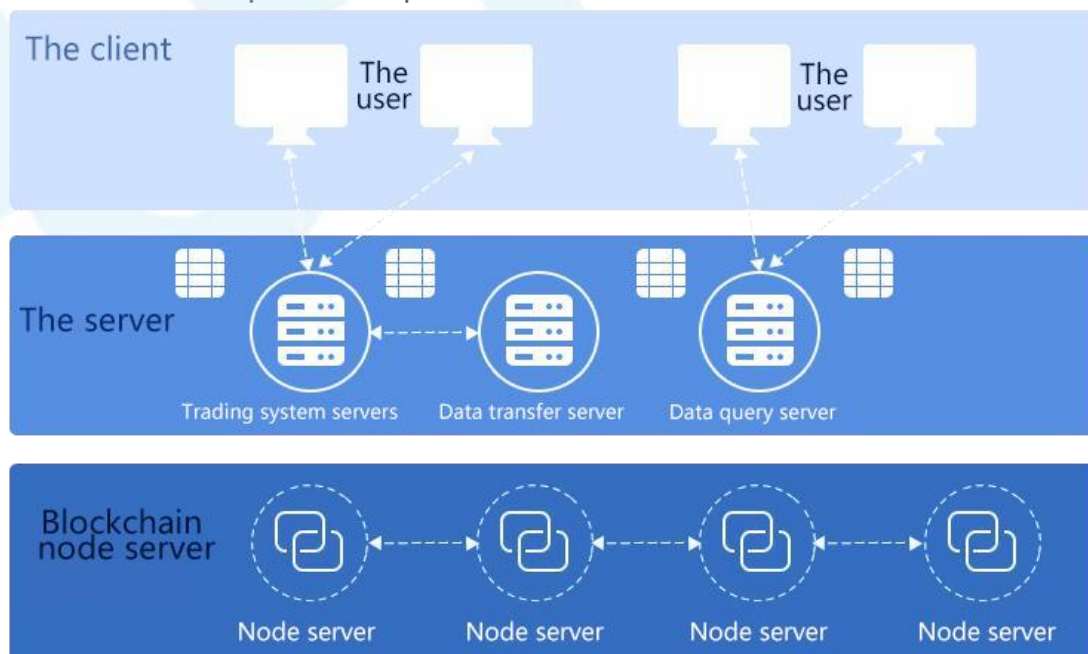 The client
The
user
The
user
The server
Trading system servers
Data transfer server
Data query server
Blockchain
node server
Node server
Node server
Node server
Node server